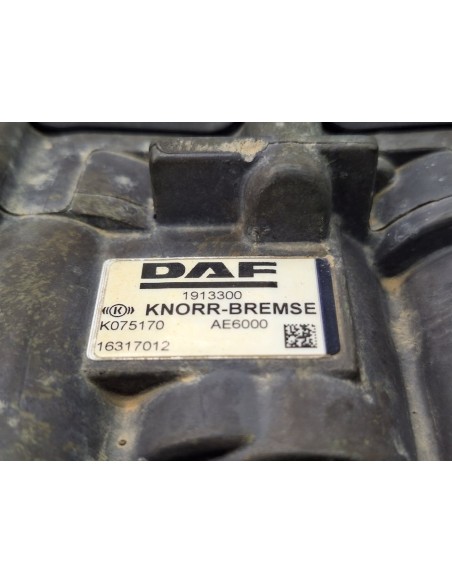 DAF
1913300
KNORR-BREMSE
K075170 AE6000
16317012